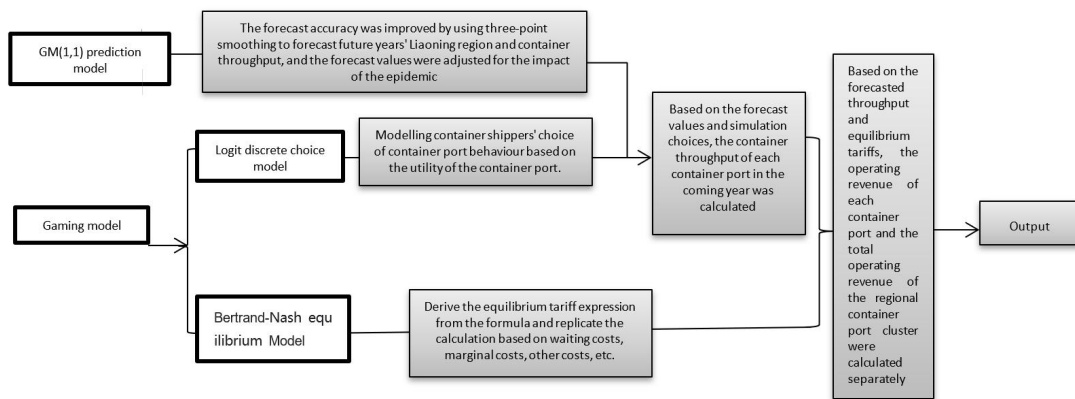 GM(1,1) prediction
model
The forecast accuracy was improved by using three-point
smoothing to forecast future years' Liaoning region and container
throughput, and the forecast values were adjusted for the impact
of the epidemic
Gaming model
Logit discrete choice
model
Modelling container shippers' choice
of container port behaviour based on
the utility of the container port.
Bertrand-Nash equ
ilibrium Model
Derive the equilibrium tariff expression
from the formula and replicate the
calculation based on waiting costs,
marginal costs, other costs, etc.
Based on the forecast
values and simulation
choices, the container
throughput of each
container port in the
coming year was
calculated
Based on the
forecasted
throughput
and
equilibrium
tariffs, the
operating
revenue of
each
container
port and the
total
operating
revenue of
the regional
container
port cluster
were
calculated
separately
Output